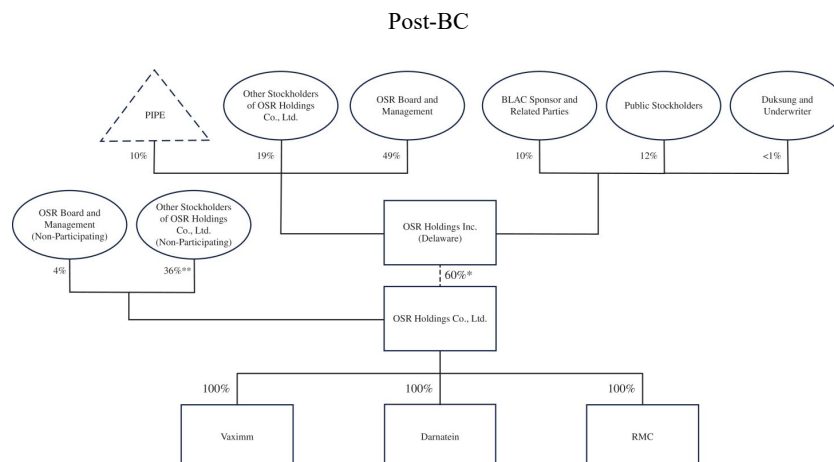 Post-BC
PIPE
Other Stockholders
of OSR Holdings
Co., Ltd.
OSR Board and
Management
BLAC Sponsor and
Related Parties
Public Stockholders
Duksung and
Underwriter
10%
19%
49%
10%
12%
<1%
OSR Board and
Management
(Non-Participating)
Other Stockholders
of OSR Holdings
Co., Ltd.
(Non-Participating)
OSR Holdings Inc.
(Delaware)
4%
36%**
60%*
OSR Holdings Co., Ltd.
100%
100%
100%
Vaximm
Darnatein
RMC